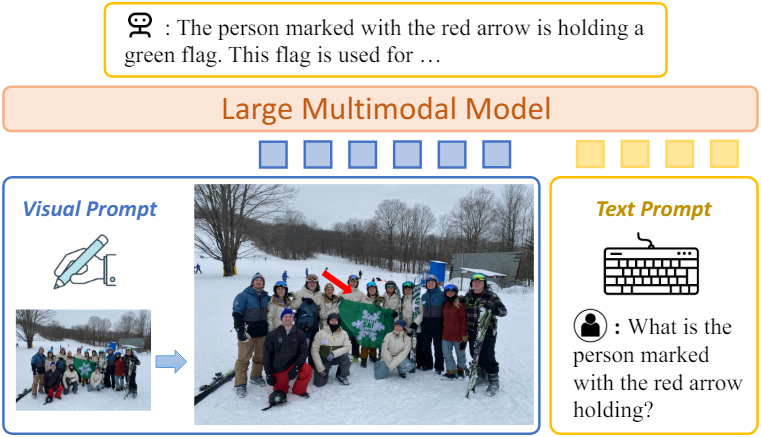 : The person marked with the red arrow is holding a
green flag. This flag is used for …
Large Multimodal Model
Visual Prompt
Text Prompt
: What is the
person marked
with the red arrow
holding?